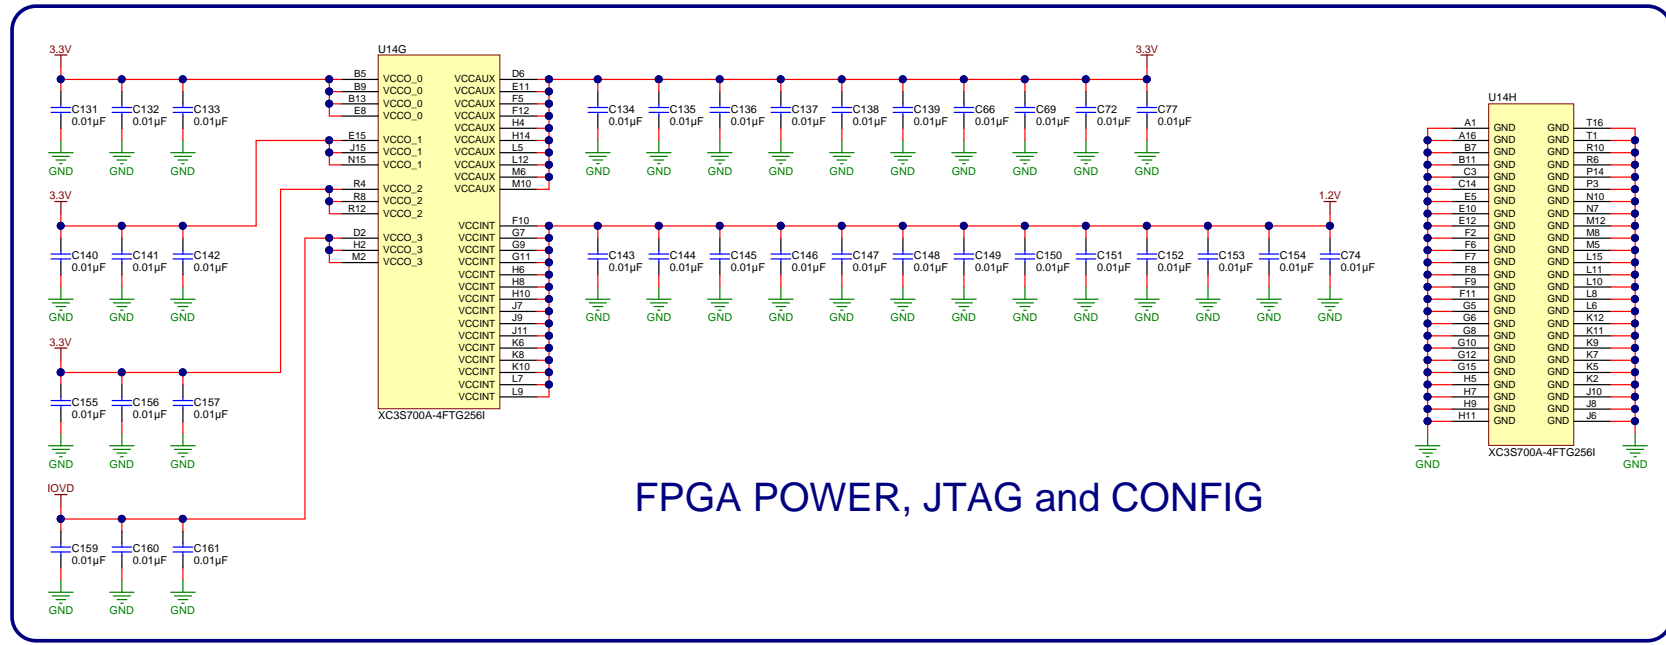 3.3V
C131
0.01µF
GND
C132
0.01µF
GND
C133
0.01µF
GND
3.3V
C140
0.01µF
GND
C141
0.01µF
GND
C142
0.01µF
GND
3.3V
C155
0.01µF
GND
C156
0.01µF
GND
C157
0.01µF
GND
IOVD
C159
0.01µF
GND
C160
0.01µF
GND
C161
0.01µF
GND
U14G
B5 VCCO_0 VCCAUX D6
B9 VCCO_0 VCCAUX E11
B13 VCCO_0 VCCAUX F5
E8 VCCO_0 VCCAUX F12
VCCAUX H4
E15 VCCO_1 VCCAUX H14
J15 VCCO_1 VCCAUX L5
N15 VCCO_1 VCCAUX L12
VCCAUX M6
R4 VCCO_2 VCCAUX M10
R8 VCCO_2
R12 VCCO_2
VCCINT F10
D2 VCCO_3 VCCINT G7
H2 VCCO_3 VCCINT G9
M2 VCCO_3 VCCINT G11
VCCINT H6
VCCINT H8
VCCINT H10
VCCINT J7
VCCINT J9
VCCINT J11
VCCINT K6
VCCINT K8
VCCINT K10
VCCINT L7
VCCINT L9
XC3S700A-4FTG256I
3.3V
C134
0.01µF
GND
C135
0.01µF
GND
C136
0.01µF
GND
C137
0.01µF
GND
C138
0.01µF
GND
C139
0.01µF
GND
C66
0.01µF
GND
C69
0.01µF
GND
C72
0.01µF
GND
C77
0.01µF
GND
1.2V
C143
0.01µF
GND
C144
0.01µF
GND
C145
0.01µF
GND
C146
0.01µF
GND
C147
0.01µF
GND
C148
0.01µF
GND
C149
0.01µF
GND
C150
0.01µF
GND
C151
0.01µF
GND
C152
0.01µF
GND
C153
0.01µF
GND
C154
0.01µF
GND
C74
0.01µF
GND
U14H
A1 GND GND T16
A16 GND GND T1
B7 GND GND R10
B11 GND GND R6
C3 GND GND P14
C14 GND GND P3
E5 GND GND N10
E10 GND GND N7
E12 GND GND M12
F2 GND GND M8
F6 GND GND M5
F7 GND GND L15
F8 GND GND L11
F9 GND GND L10
F11 GND GND L8
G5 GND GND L6
G6 GND GND K12
G8 GND GND K11
G10 GND GND K9
G12 GND GND K7
G15 GND GND K5
H5 GND GND K2
H7 GND GND J10
H9 GND GND J8
H11 GND GND J6
XC3S700A-4FTG256I
GND
GND
FPGA POWER, JTAG and CONFIG